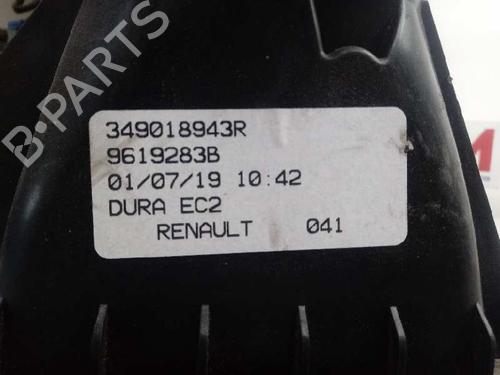 349018943R
9619283B
01/07/19 10:42
DURA EC2
RENAULT 041
B-PARTS